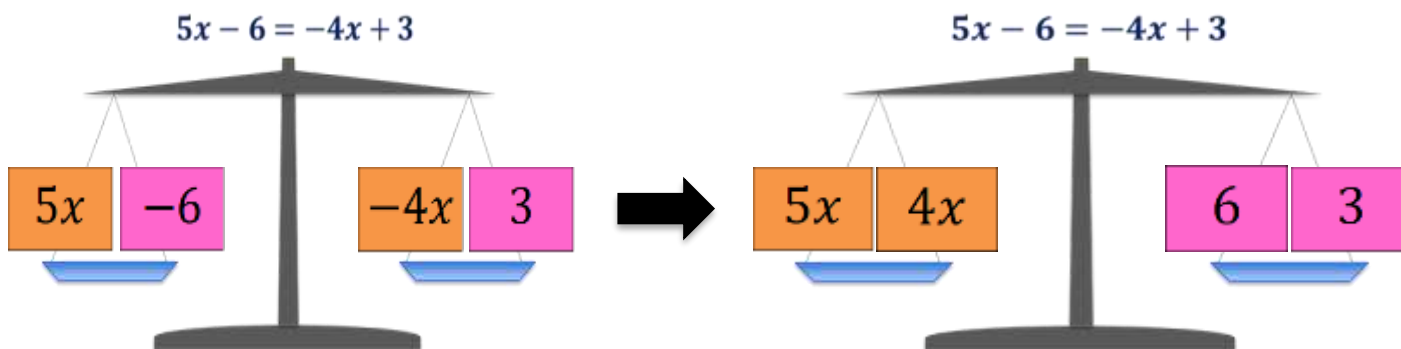 5x − 6 = −4x + 3
5x −6 −4x 3
5x − 6 = −4x + 3
5x 4x 6 3